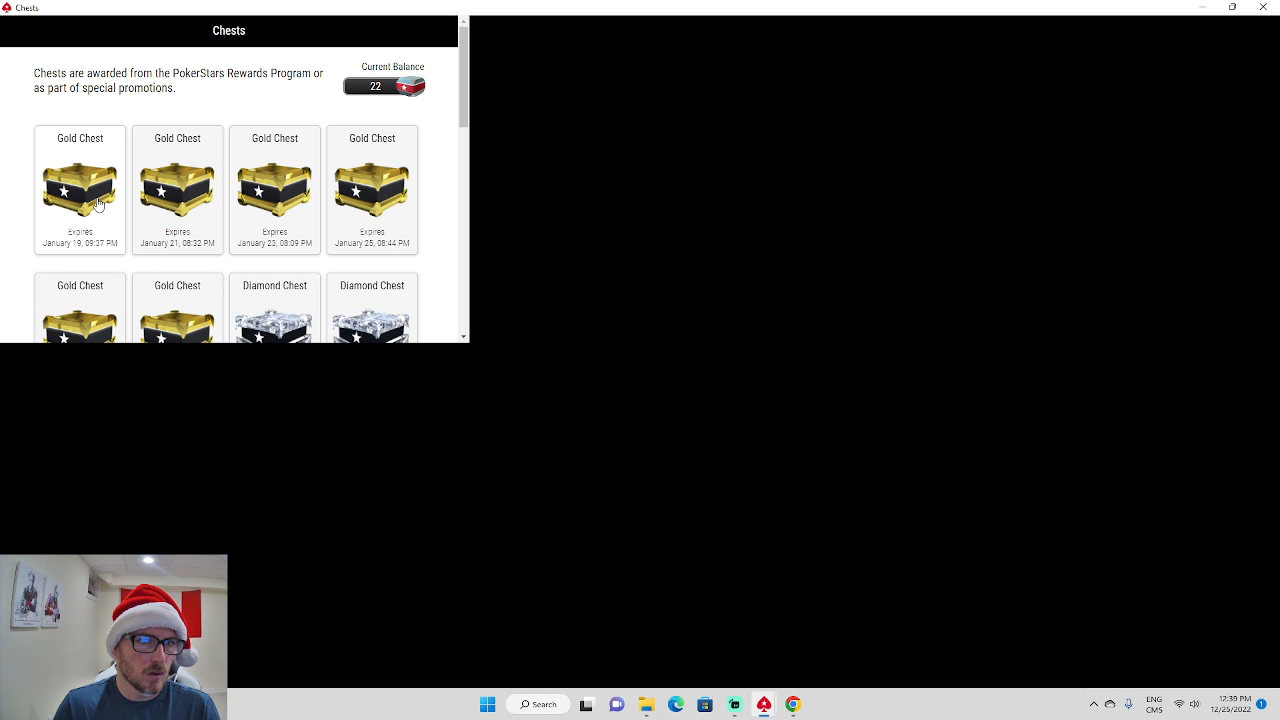 Chests
Chests
Chests are awarded from the PokerStars Rewards Program or
as part of special promotions.
Current Balance
22
Gold Chest
Expires
January 19, 09:37 PM
Gold Chest
Expires
January 21, 08:32 PM
Gold Chest
Expires
January 23, 08:09 PM
Gold Chest
Expires
January 25, 08:44 PM
Gold Chest
Gold Chest
Diamond Chest
Diamond Chest
Search
ENG
CMS
12:39 PM
12/25/2022